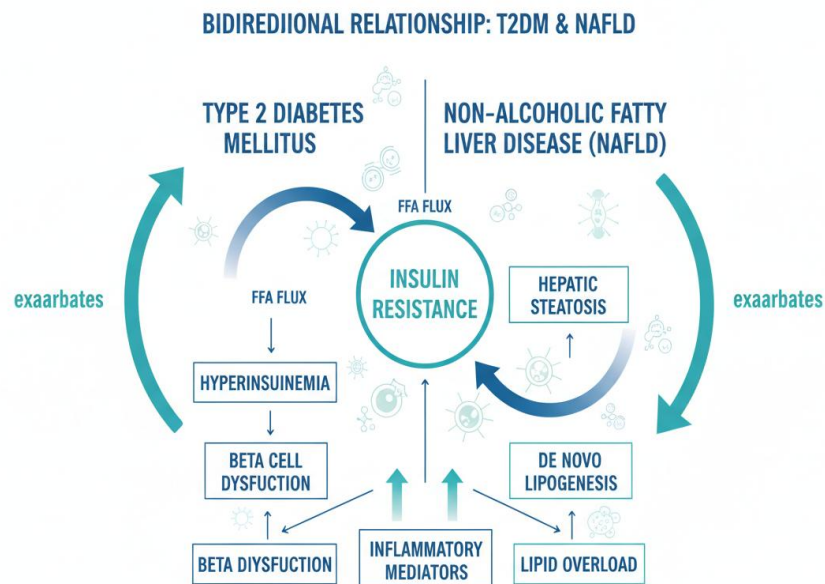 BIDIREDIIONAL RELATIONSHIP: T2DM & NAFLD
TYPE 2 DIABETES
MELLITUS
NON-ALCOHOLIC FATTY
LIVER DISEASE (NAFLD)
FFA FLUX
INSULIN
RESISTANCE
HEPATIC
STEATOSIS
exaarbates
FFA FLUX
exaarbates
HYPERINSUINEMIA
BETA CELL
DYSFUCTION
DE NOVO
LIPOGENESIS
BETA DIYSFUCTION
INFLAMMATORY
MEDIATORS
LIPID OVERLOAD